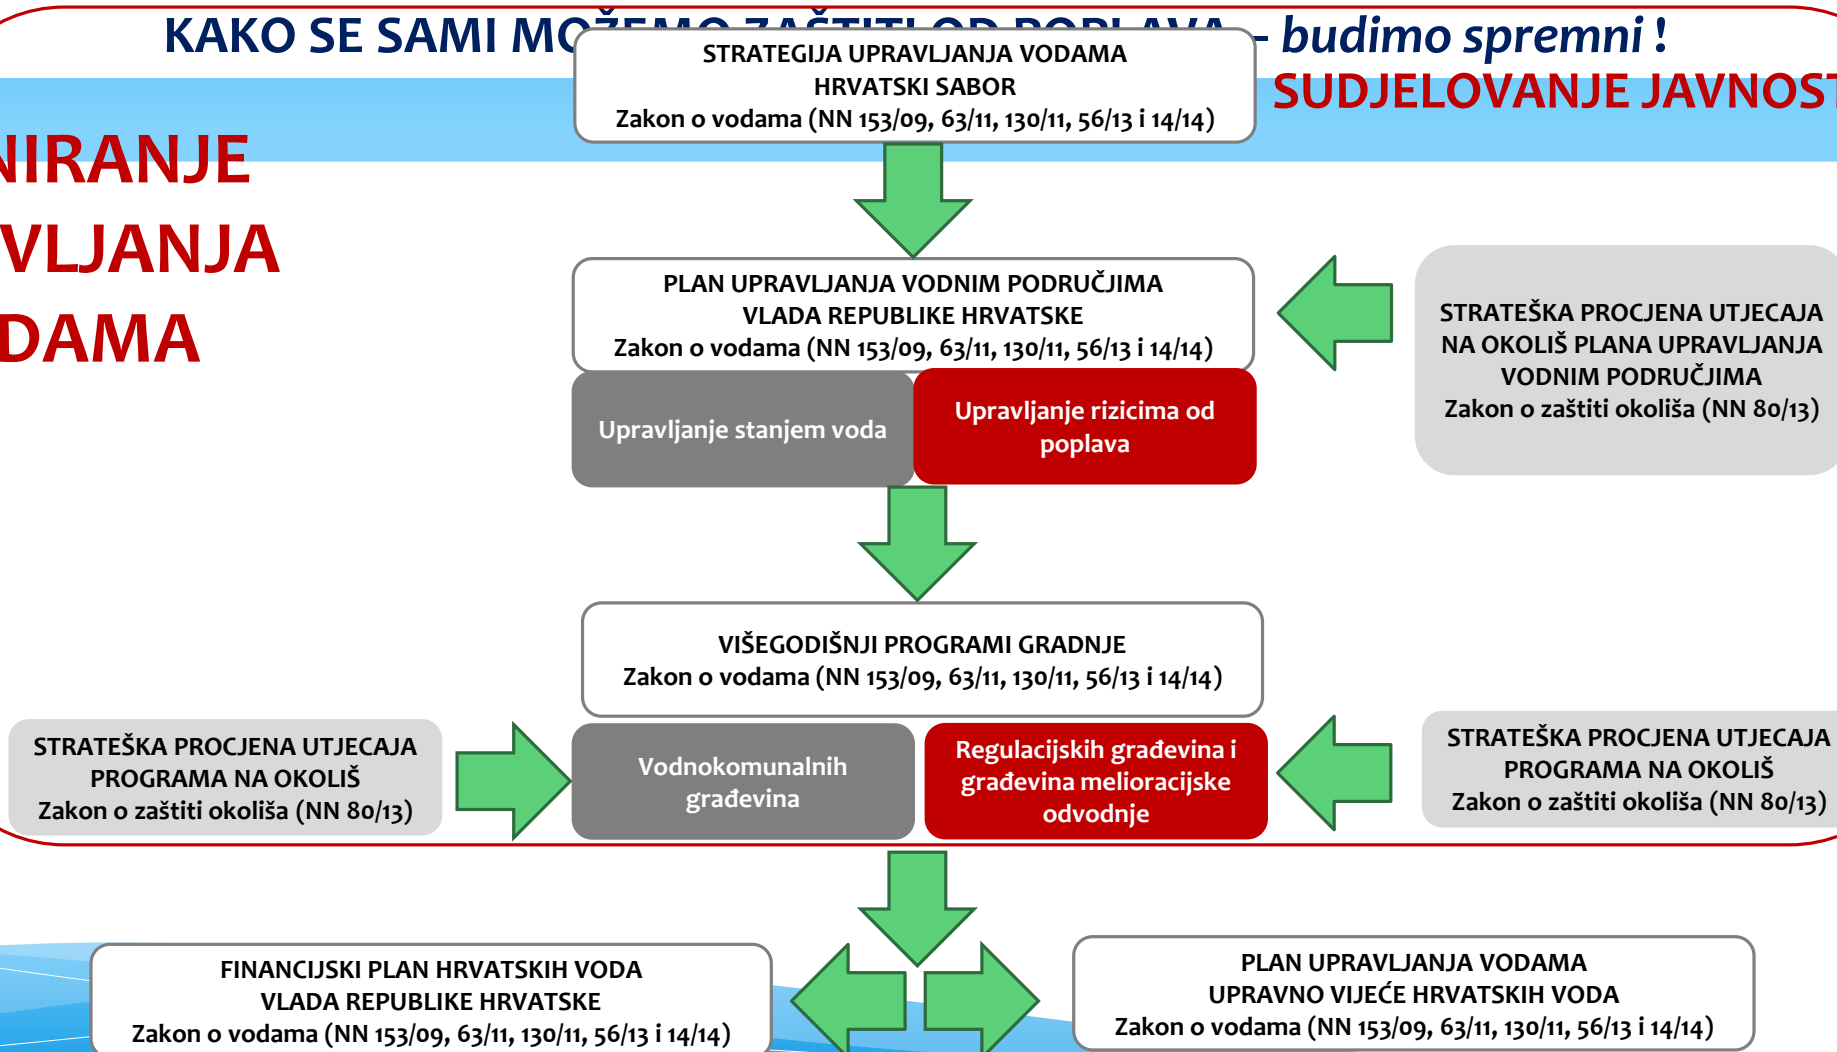 KAKO SE SAMI MOŽEMO ZAŠTITI OD POPLAVA – budimo spremni !
SUDJELOVANJE JAVNOST
NIRANJE
VLJANJA
DAMA
STRATEGIJA UPRAVLJANJA VODAMA
HRVATSKI SABOR
Zakon o vodama (NN 153/09, 63/11, 130/11, 56/13 i 14/14)
PLAN UPRAVLJANJA VODNIM PODRUČJIMA
VLADA REPUBLIKE HRVATSKE
Zakon o vodama (NN 153/09, 63/11, 130/11, 56/13 i 14/14)
Upravljanje stanjem voda
Upravljanje rizicima od
poplava
STRATEŠKA PROCJENA UTJECAJA
NA OKOLIŠ PLANA UPRAVLJANJA
VODNIM PODRUČJIMA
Zakon o zaštiti okoliša (NN 80/13)
VIŠEGODIŠNJI PROGRAMI GRADNJE
Zakon o vodama (NN 153/09, 63/11, 130/11, 56/13 i 14/14)
STRATEŠKA PROCJENA UTJECAJA
PROGRAMA NA OKOLIŠ
Zakon o zaštiti okoliša (NN 80/13)
Vodnokomunalnih
građevina
Regulacijskih građevina i
građevina melioracijske
odvodnje
STRATEŠKA PROCJENA UTJECAJA
PROGRAMA NA OKOLIŠ
Zakon o zaštiti okoliša (NN 80/13)
FINANCIJSKI PLAN HRVATSKIH VODA
VLADA REPUBLIKE HRVATSKE
Zakon o vodama (NN 153/09, 63/11, 130/11, 56/13 i 14/14)
PLAN UPRAVLJANJA VODAMA
UPRAVNO VIJEĆE HRVATSKIH VODA
Zakon o vodama (NN 153/09, 63/11, 130/11, 56/13 i 14/14)